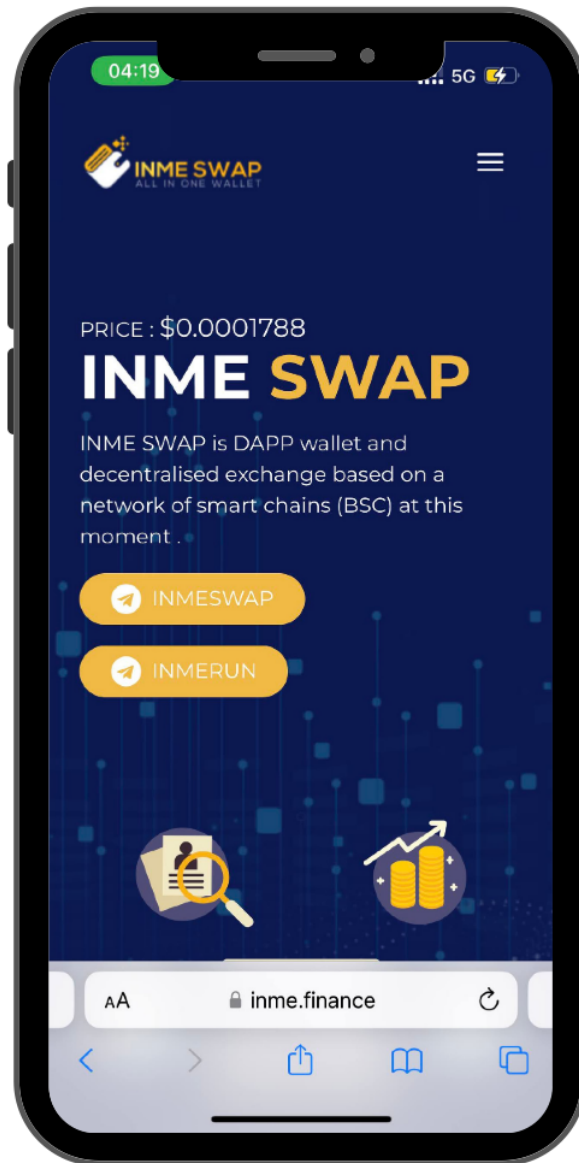 04:19
5G
INME SWAP
ALL IN ONE WALLET
PRICE : $0.0001788
INME SWAP
INME SWAP is DAPP wallet and
decentralised exchange based on a
network of smart chains (BSC) at this
moment .
INMESWAP
INMERUN
AA
inme.finance